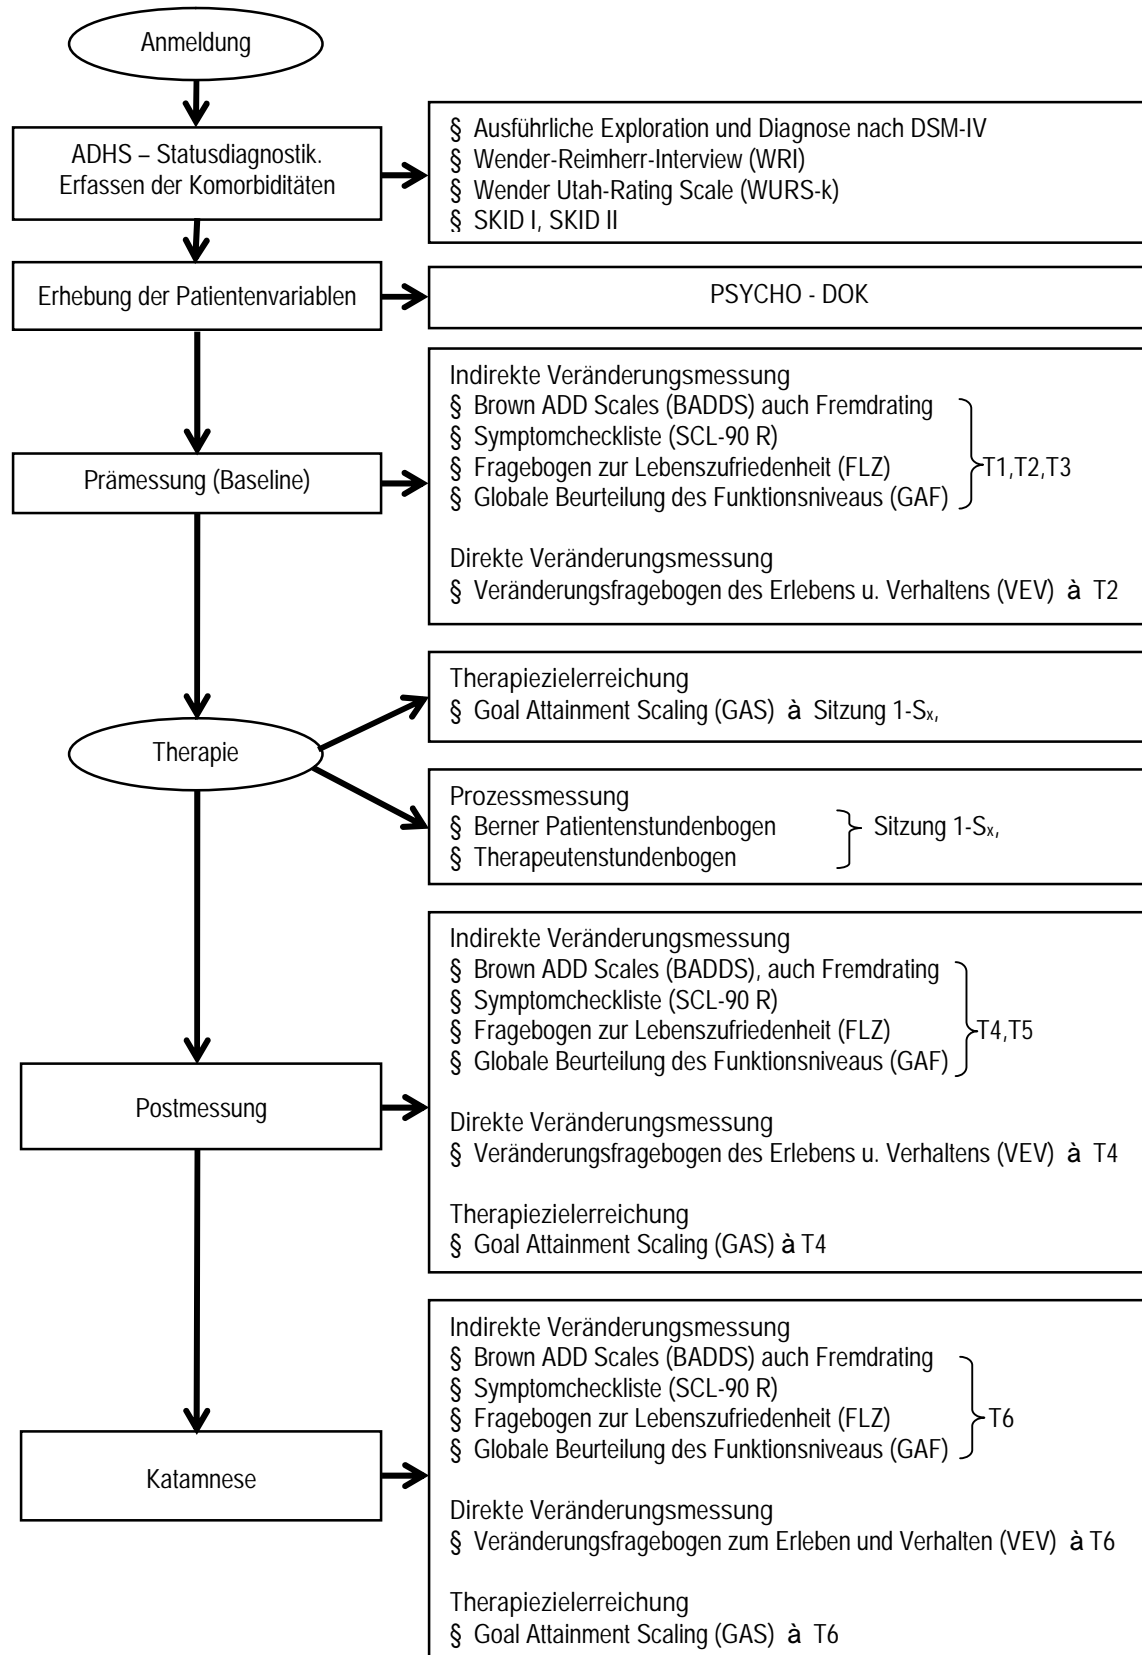 Anmeldung
ADHS – Statusdiagnostik.
Erfassen der Komorbiditäten
§ Ausführliche Exploration und Diagnose nach DSM-IV
§ Wender-Reimherr-Interview (WRI)
§ Wender Utah-Rating Scale (WURS-k)
§ SKID I, SKID II
Erhebung der Patientenvariablen
PSYCHO - DOK
Prämessung (Baseline)
Indirekte Veränderungsmessung
§ Brown ADD Scales (BADDS) auch Fremdrating
§ Symptomcheckliste (SCL-90 R)
§ Fragebogen zur Lebenszufriedenheit (FLZ)
§ Globale Beurteilung des Funktionsniveaus (GAF)
T1,T2,T3
Direkte Veränderungsmessung
§ Veränderungsfragebogen des Erlebens u. Verhaltens (VEV) à T2
Therapie
Therapiezielerreichung
§ Goal Attainment Scaling (GAS) à Sitzung 1-Sₓ,
Prozessmessung
§ Berner Patientenstundenbogen
§ Therapeutenstundenbogen
Sitzung 1-Sₓ,
Postmessung
Indirekte Veränderungsmessung
§ Brown ADD Scales (BADDS), auch Fremdrating
§ Symptomcheckliste (SCL-90 R)
§ Fragebogen zur Lebenszufriedenheit (FLZ)
§ Globale Beurteilung des Funktionsniveaus (GAF)
T4,T5
Direkte Veränderungsmessung
§ Veränderungsfragebogen des Erlebens u. Verhaltens (VEV) à T4
Therapiezielerreichung
§ Goal Attainment Scaling (GAS) à T4
Katamnese
Indirekte Veränderungsmessung
§ Brown ADD Scales (BADDS) auch Fremdrating
§ Symptomcheckliste (SCL-90 R)
§ Fragebogen zur Lebenszufriedenheit (FLZ)
§ Globale Beurteilung des Funktionsniveaus (GAF)
T6
Direkte Veränderungsmessung
§ Veränderungsfragebogen zum Erleben und Verhalten (VEV) à T6
Therapiezielerreichung
§ Goal Attainment Scaling (GAS) à T6